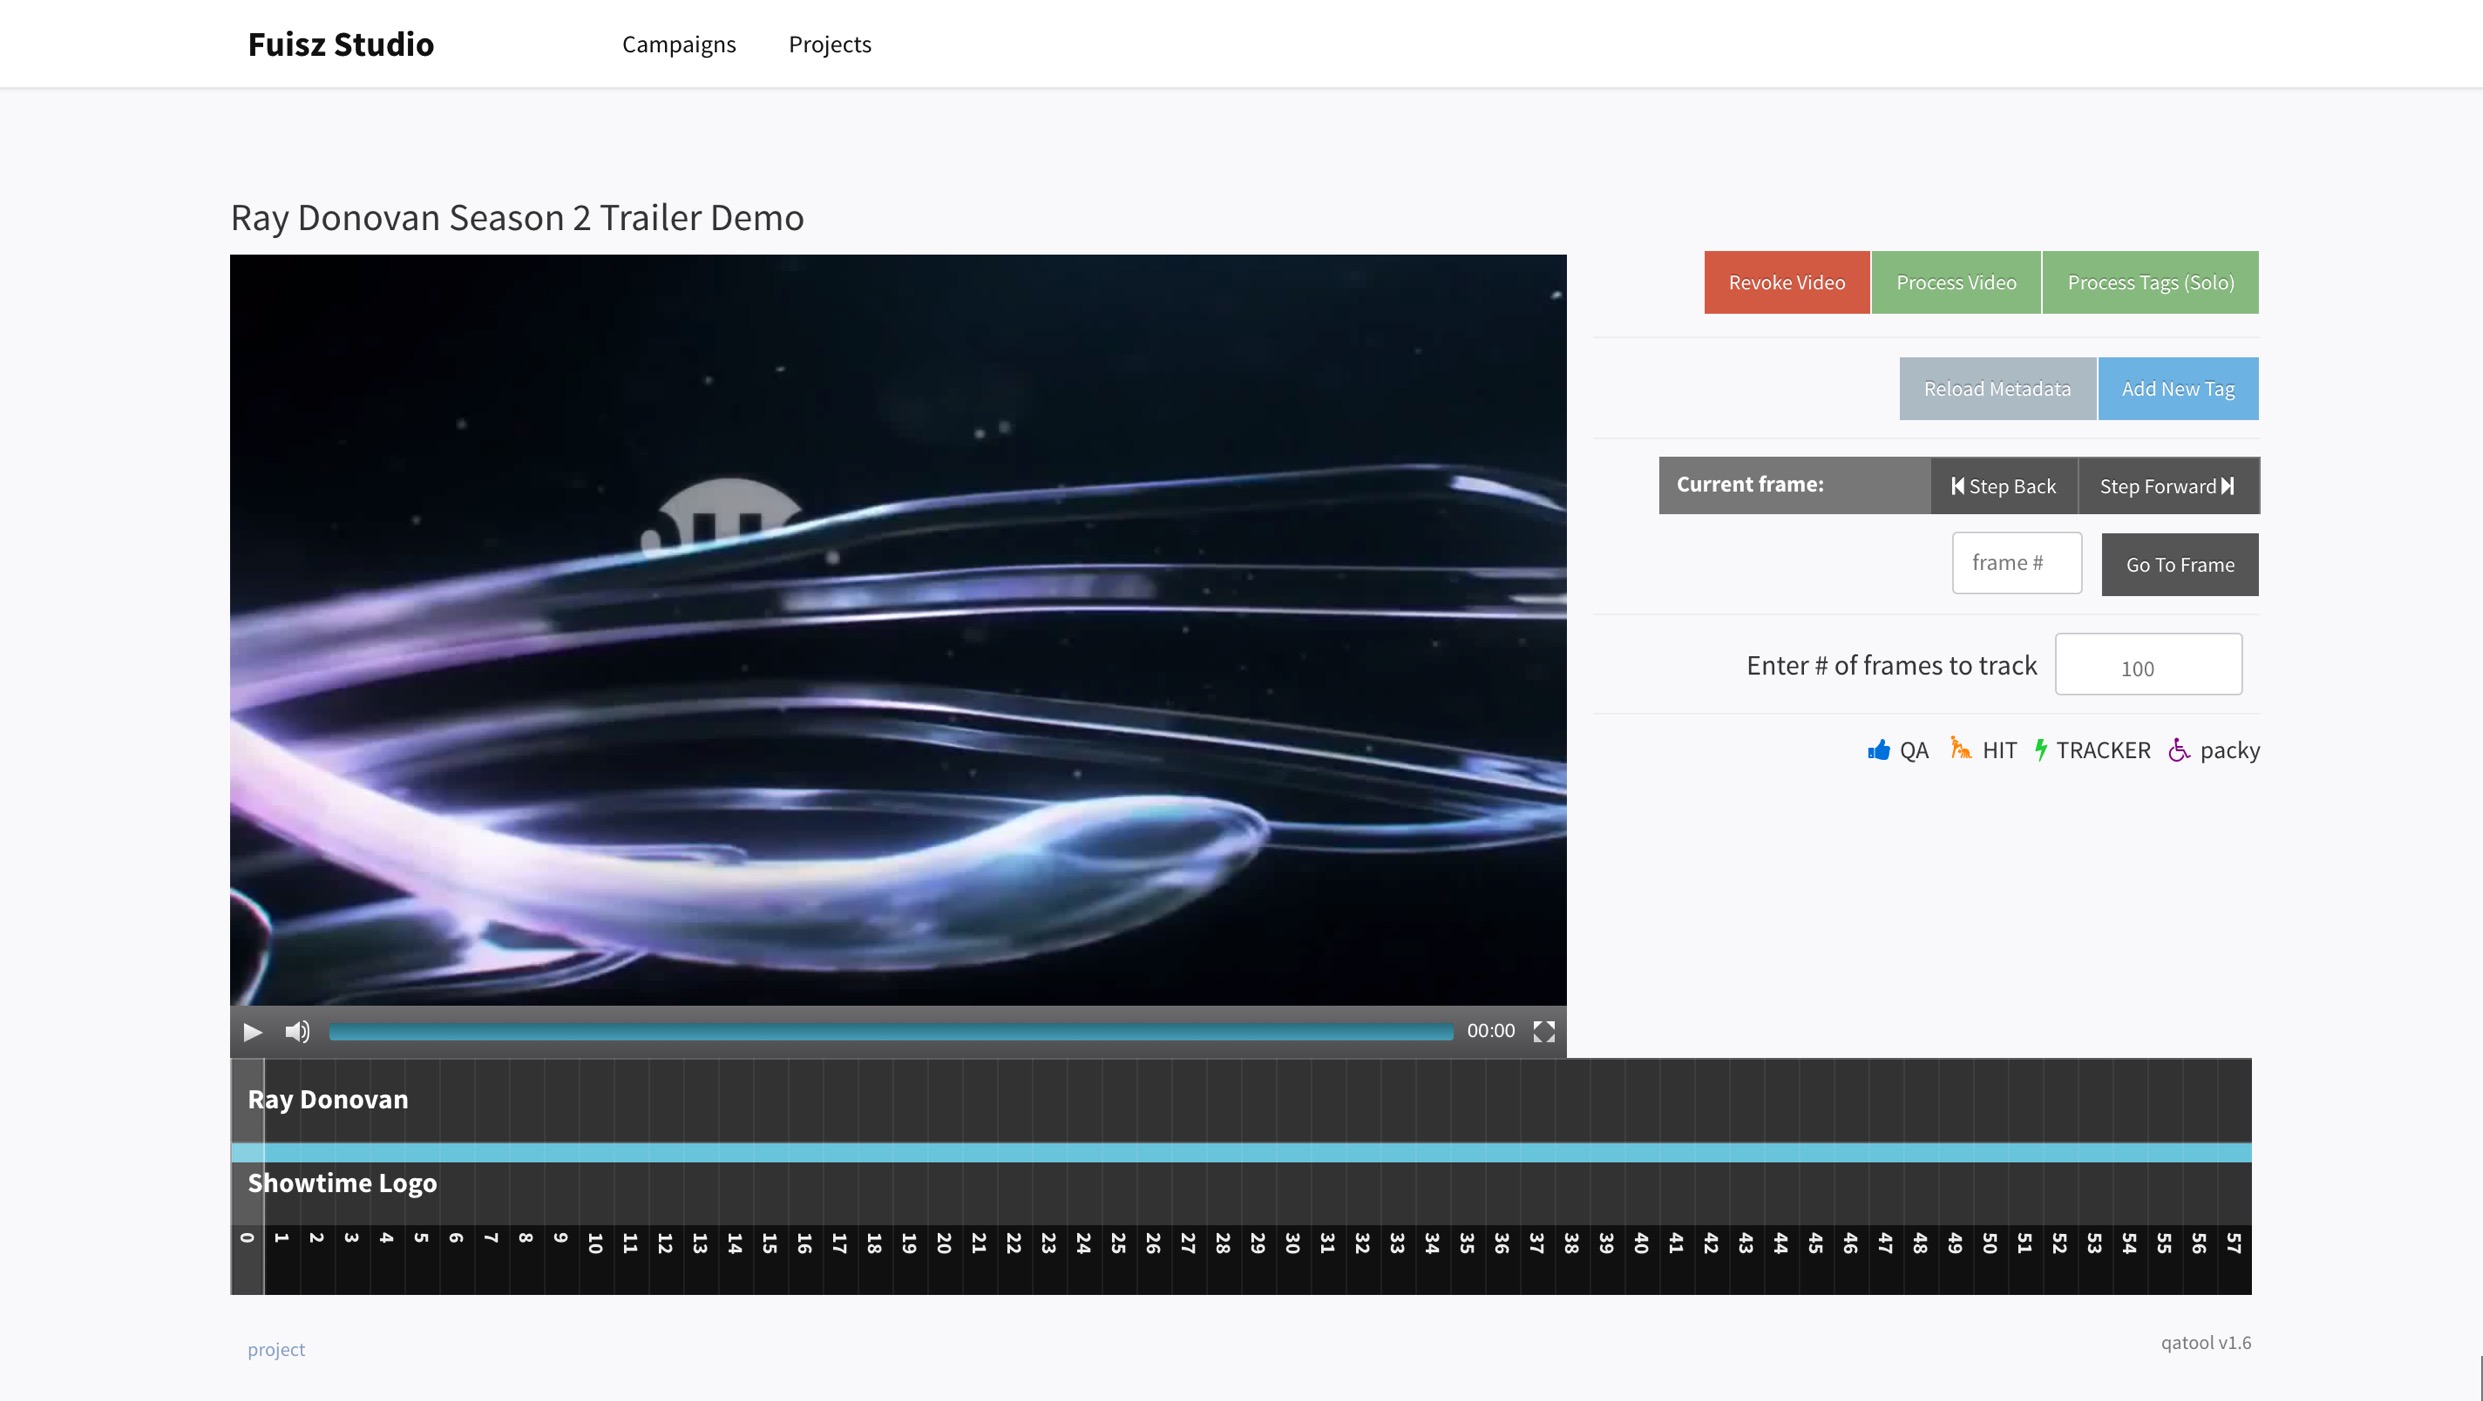 Fuisz Studio Campaigns Projects
Ray Donovan Season 2 Trailer Demo
Revoke Video Process Video Process Tags (Solo)
Reload Metadata Add New Tag
Current frame: Step Back Step Forward
frame # Go To Frame
Enter # of frames to track 100
QA HIT TRACKER packy
00:00
Ray Donovan
Showtime Logo
0 1 2 3 4 5 6 7 8 9 10 11 12 13 14 15 16 17 18 19 20 21 22 23 24 25 26 27 28 29 30 31 32 33 34 35 36 37 38 39 40 41 42 43 44 45 46 47 48 49 50 51 52 53 54 55 56 57
project
qatool v1.6